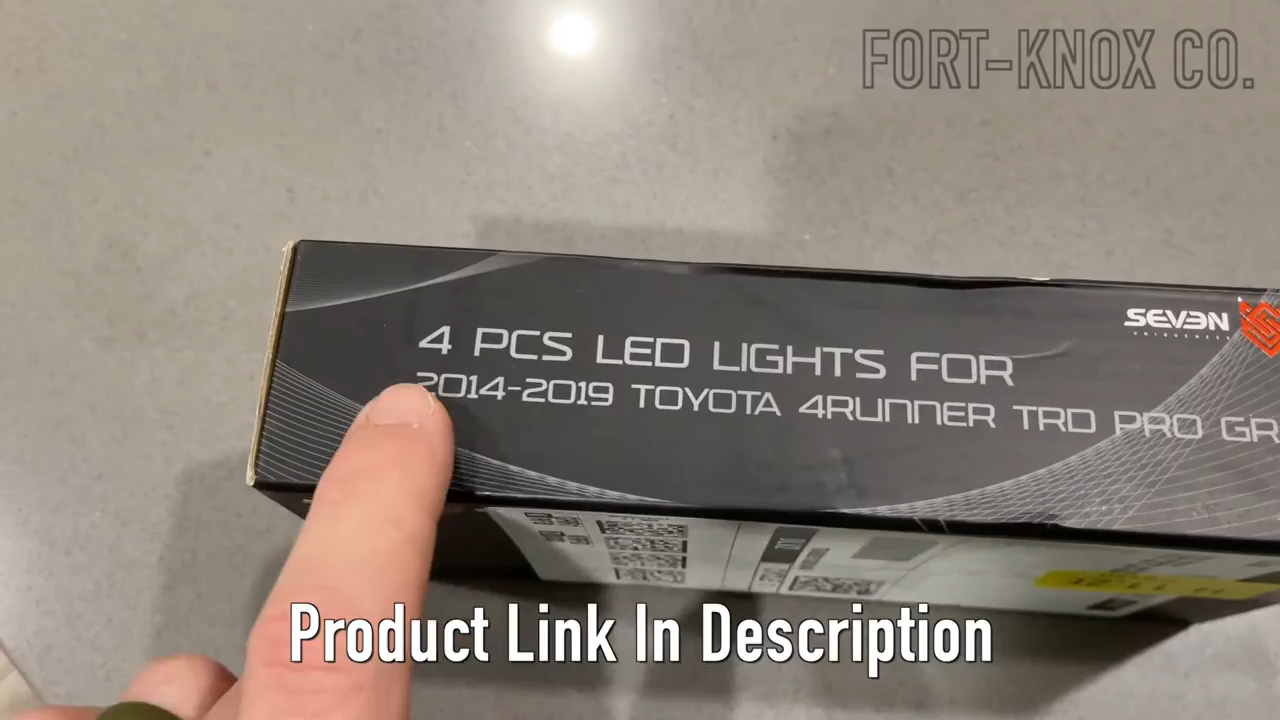 FORT-KNOX CO.
SEVEN
UNIQUENESS
4 PCS LED LIGHTS FOR
2014-2019 TOYOTA 4RUNNER TRD PRO GR
Product Link In Description